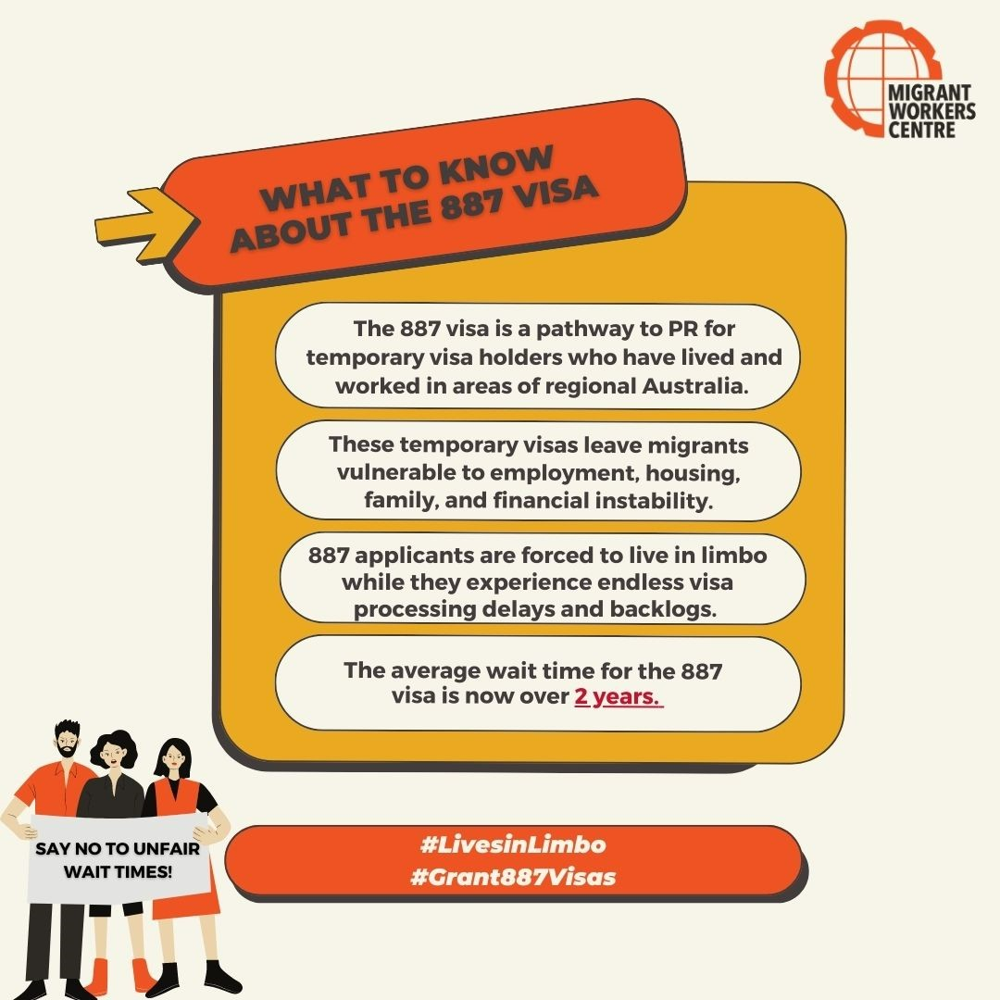 MIGRANT
WORKERS
CENTRE
WHAT TO KNOW
ABOUT THE 887 VISA
The 887 visa is a pathway to PR for
temporary visa holders who have lived and
worked in areas of regional Australia.
These temporary visas leave migrants
vulnerable to employment, housing,
family, and financial instability.
887 applicants are forced to live in limbo
while they experience endless visa
processing delays and backlogs.
The average wait time for the 887
visa is now over 2 years.
SAY NO TO UNFAIR
WAIT TIMES!
#LivesinLimbo
#Grant887Visas